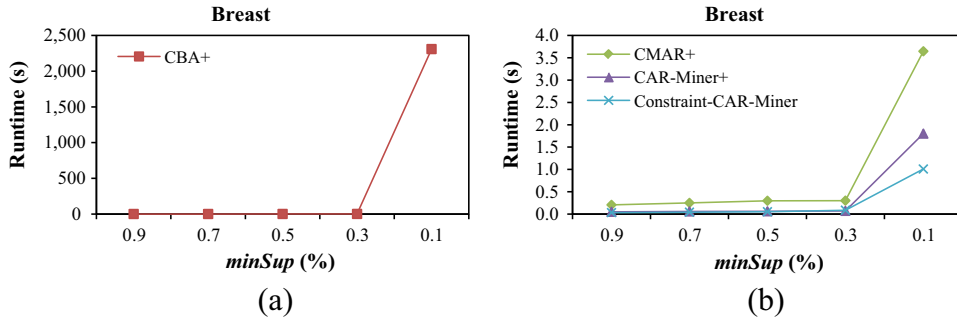 Breast
2,500
2,000
1,500
1,000
500
0
Runtime (s)
CBA+
0.9 0.7 0.5 0.3 0.1
minSup (%)
(a)
Breast
4.0
3.5
3.0
2.5
2.0
1.5
1.0
0.5
0.0
Runtime (s)
CMAR+
CAR-Miner+
Constraint-CAR-Miner
0.9 0.7 0.5 0.3 0.1
minSup (%)
(b)